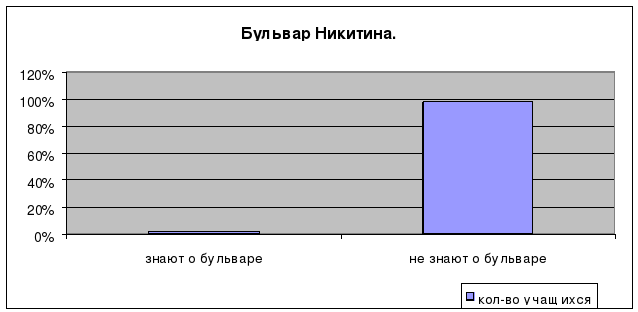 Бульвар Никитина.
120%
100%
80%
60%
40%
20%
0%
знают о бульваре
не знают о бульваре
кол-во учащихся